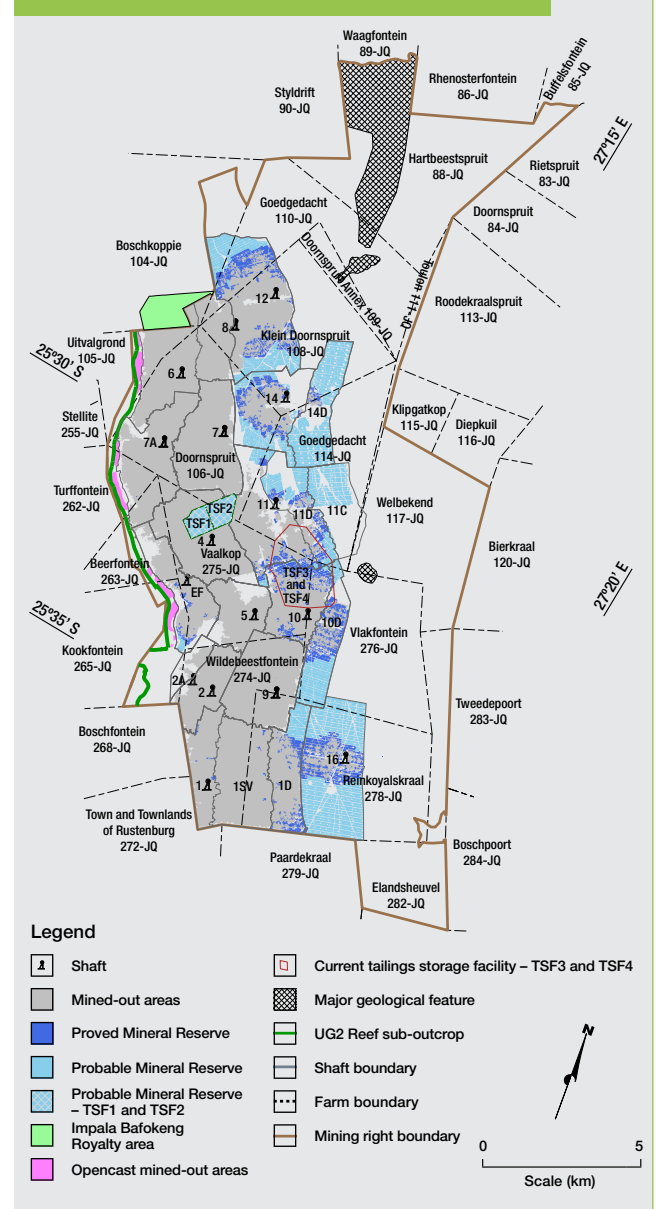 Waagfontein
89-JQ
Rhenosterfontein
86-JQ
Buffelsfontein
85-JQ
Styldrift
90-JQ
27º15’ E
Hartbeestspruit
88-JQ
Rietspruit
83-JQ
Goedgedacht
110-JQ
Doornspruit
84-JQ
Boschkoppie
104-JQ
Doornspruit Annex 109-JQ
Toulon 111-JQ
Roodekraalspruit
113-JQ
12
8
Klein Doornspruit
108-JQ
Uitvalgrond
105-JQ
25º30’ S
6
14
14D
Klipgatkop
115-JQ
Diepkuil
116-JQ
Stellite
255-JQ
7A
7
Goedgedacht
114-JQ
Doornspruit
106-JQ
Turffontein
262-JQ
TSF2
TSF1
11
11D
11C
Welbekend
117-JQ
4
Vaalkop
275-JQ
Bierkraal
120-JQ
Beerfontein
263-JQ
EF
TSF3
and
TSF4
27º20’ E
25º35’ S
5
10
10D
Vlakfontein
276-JQ
Kookfontein
265-JQ
Wildebeestfontein
274-JQ
2A
2
9
Tweedepoort
283-JQ
Boschfontein
268-JQ
16
Reinkoyalskraal
278-JQ
1
1SV
1D
Town and Townlands
of Rustenburg
272-JQ
Paardekraal
279-JQ
Boschpoort
284-JQ
Elandsheuvel
282-JQ
Legend
Shaft
Mined-out areas
Proved Mineral Reserve
Probable Mineral Reserve
Probable Mineral Reserve
– TSF1 and TSF2
Impala Bafokeng
Royalty area
Opencast mined-out areas
Current tailings storage facility – TSF3 and TSF4
Major geological feature
UG2 Reef sub-outcrop
Shaft boundary
Farm boundary
Mining right boundary
N
0 5
Scale (km)